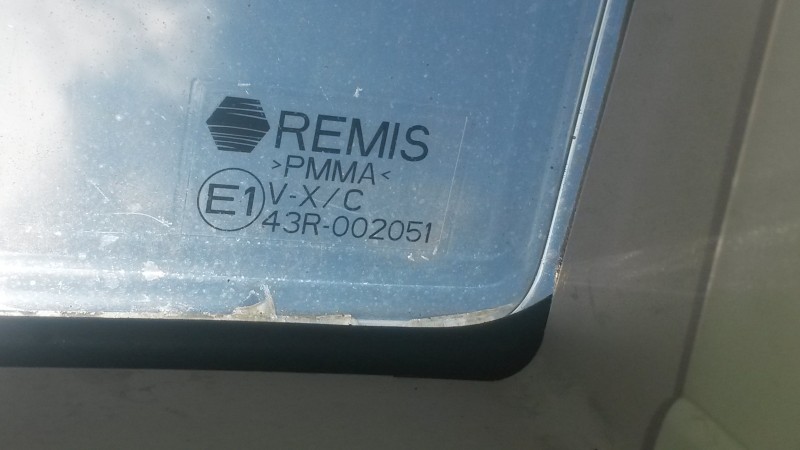 REMIS
>PMMA<
E1
V-X/C
43R-002051